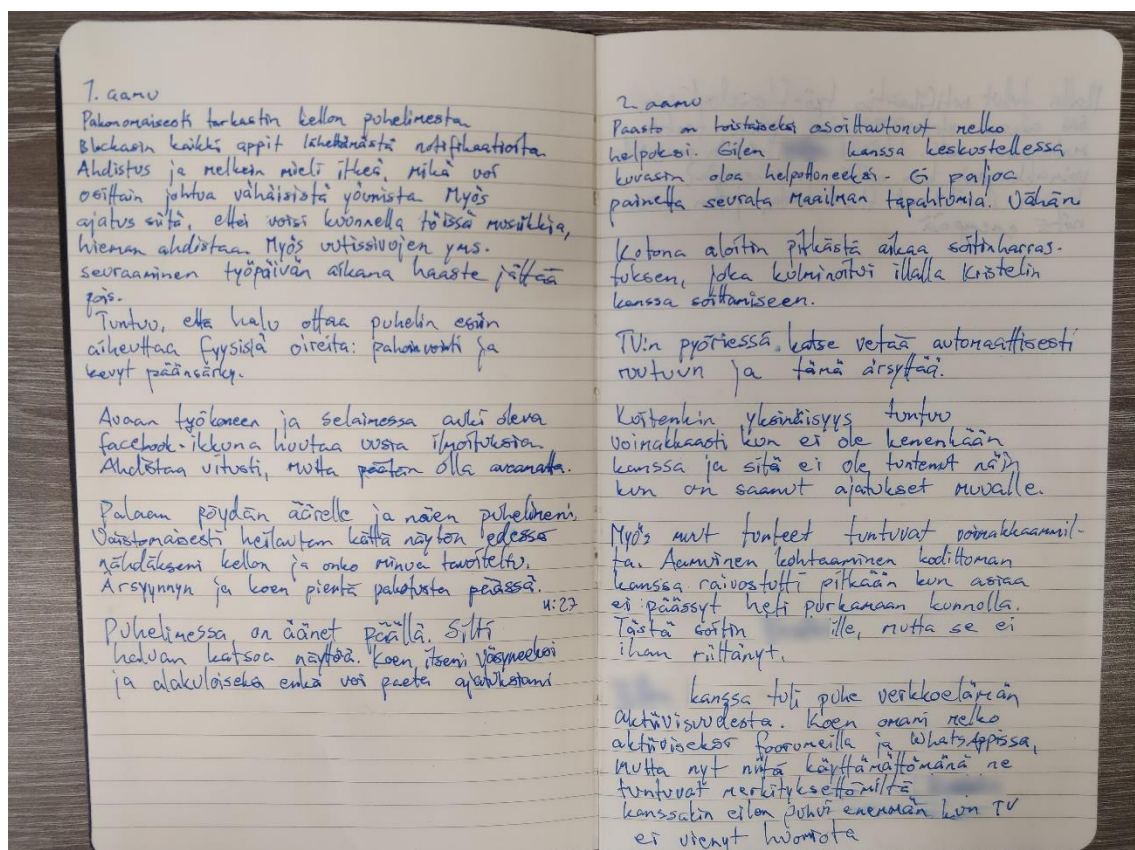 1. aamu
Pakonomaisesti tarkastin kellon puhelimesta
Blockasin kaikki appit lähettämästä notifikaatioita
Ahdistus ja melkein mieli itkeä, mikä voi
osittain johtua vähäisistä yöunista. Myös
ajatus siitä, ettei voisi kuunnella töissä musiikkia,
hieman ahdistaa. Myös uutissivujen yms.
seuraaminen työpäivän aikana haaste jättää
pois.
Tuntuu, että halu ottaa puhelin esiin
aiheuttaa fyysisiä oireita: pahoinvointi ja
kevyt päänsärky.
Avaan työkoneen ja selaimessa auki oleva
facebook-ikkuna huutaa uusia ilmoituksia.
Ahdistaa vitusti, mutta päätän olla avaamatta.
Palaan pöydän äärelle ja näen puhelimeni.
Vaistomaisesti heilautan kättä näytön edessä
nähdäkseni kellon ja onko minua tavoiteltu.
Ärsyynnyn ja koen pientä pakotusta päässä.
11:27
Puhelimessa on äänet päällä. Silti
haluan katsoa näyttöä. Koen itseni väsyneeksi
ja alakuloiseksi enkä voi paeta ajatuksiani
2. aamu
Paasto on toistaiseksi osoittautunut melko
helpoksi. Eilen kanssa keskustellessa
kuvasin oloa helpottoneeksi. Ei paljoa
painetta seurata maailman tapahtumia. Vähän
Kotona aloitin pitkästä aikaa soitinharras-
tuksen, joka kulminoitui illalla Kristelin
kanssa soittamiseen.
TV:n pyöriessä katse vetää automaattisesti
ruutuun ja tämä ärsyttää.
Kuitenkin yksinäisyys tuntuu
voimakkaasti kun ei ole kenenkään
kanssa ja sitä ei ole tuntenut näin
kun on saanut ajatukset muualle.
Myös muut tunteet tuntuvat voimakkaammil-
ta. Aamuinen kohtaaminen kodittoman
kanssa raivostutti pitkään kun asiaa
ei päässyt heti purkamaan kunnolla.
Tästä soitin ille, mutta se ei
ihan riittänyt.
kanssa tuli puhe verkkoelämän
aktiivisuudesta. Koen omani melko
aktiiviseksi foorumeilla ja WhatsAppissa,
mutta nyt niitä käyttämättömänä ne
tuntuvat merkityksettömiltä.
kanssakin eilen puhui enemmän kun TV
ei vienyt huomiota